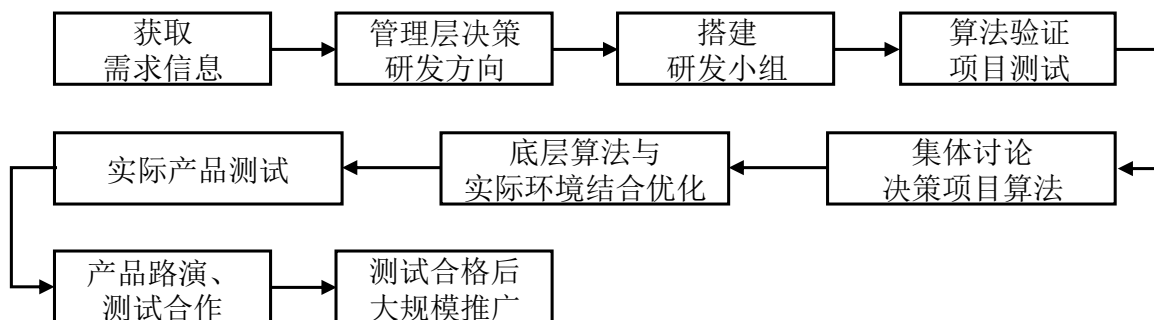 获取
需求信息
管理层决策
研发方向
搭建
研发小组
算法验证
项目测试
集体讨论
决策项目算法
底层算法与
实际环境结合优化
实际产品测试
产品路演、
测试合作
测试合格后
大规模推广